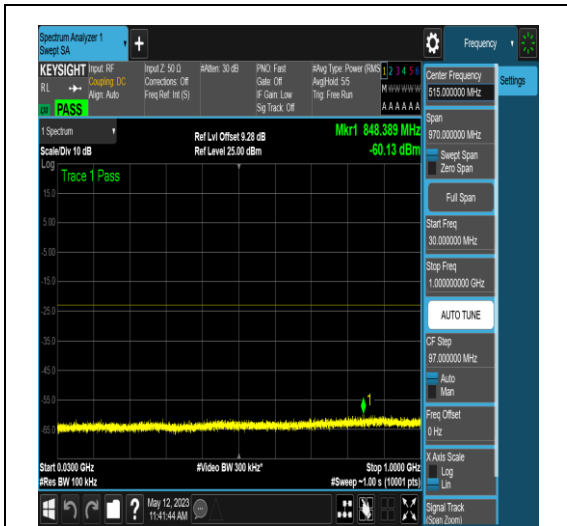 Spectrum Analyzer 1
Swept SA
+
Frequency
KEYSIGHT
RL
PASS
Input: RF
Coupling: DC
Align: Auto
Input Z: 50 Ω
Corrections: Off
Freq Ref: Int (S)
#Atten: 30 dB
PNO: Fast
Gate: Off
IF Gain: Low
Sig Track: Off
#Avg Type: Power (RMS
Avg|Hold: 5/5
Trig: Free Run
1 2 3 4 5 6
M W W W W W
A A A A A A
1 Spectrum
Scale/Div 10 dB
Ref Lvl Offset 9.28 dB
Ref Level 25.00 dBm
Mkr1 848.389 MHz
-60.13 dBm
Log
Trace 1 Pass
15.0
5.00
-5.00
-15.0
-25.0
-35.0
-45.0
-55.0
-65.0
1
Start 0.0300 GHz
#Res BW 100 kHz
#Video BW 300 kHz*
Stop 1.0000 GHz
#Sweep ~1.00 s (10001 pts)
Center Frequency
515.000000 MHz
Settings
Span
970.000000 MHz
Swept Span
Zero Span
Full Span
Start Freq
30.000000 MHz
Stop Freq
1.000000000 GHz
AUTO TUNE
CF Step
97.000000 MHz
Auto
Man
Freq Offset
0 Hz
X Axis Scale
Log
Lin
Signal Track
(Span Zoom)
?
May 12, 2023
11:41:44 AM